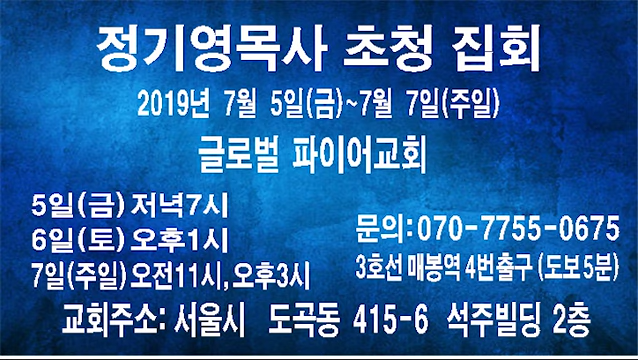 정기영목사 초청 집회
2019년 7월 5일(금)~7월 7일(주일)
글로벌 파이어교회
5일(금) 저녁7시
6일(토) 오후1시
7일(주일) 오전11시, 오후3시
문의: 070-7755-0675
3호선 매봉역 4번출구 (도보 5분)
교회주소: 서울시 도곡동 415-6 석주빌딩 2층